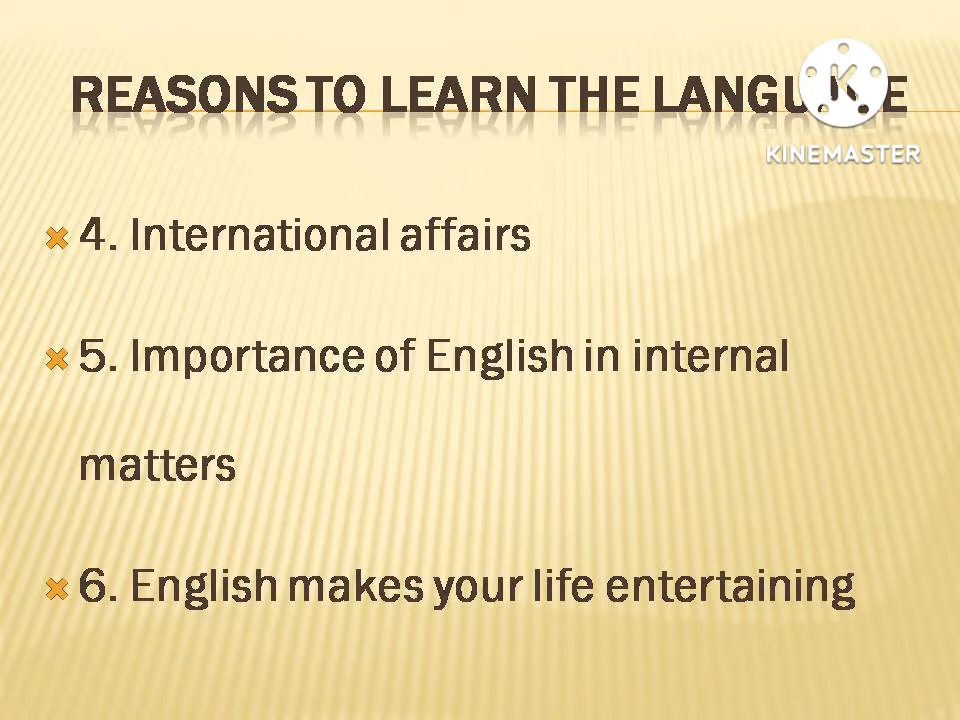 REASONS TO LEARN THE LANGUAGE
K
KINEMASTER
4. International affairs
5. Importance of English in internal
matters
6. English makes your life entertaining